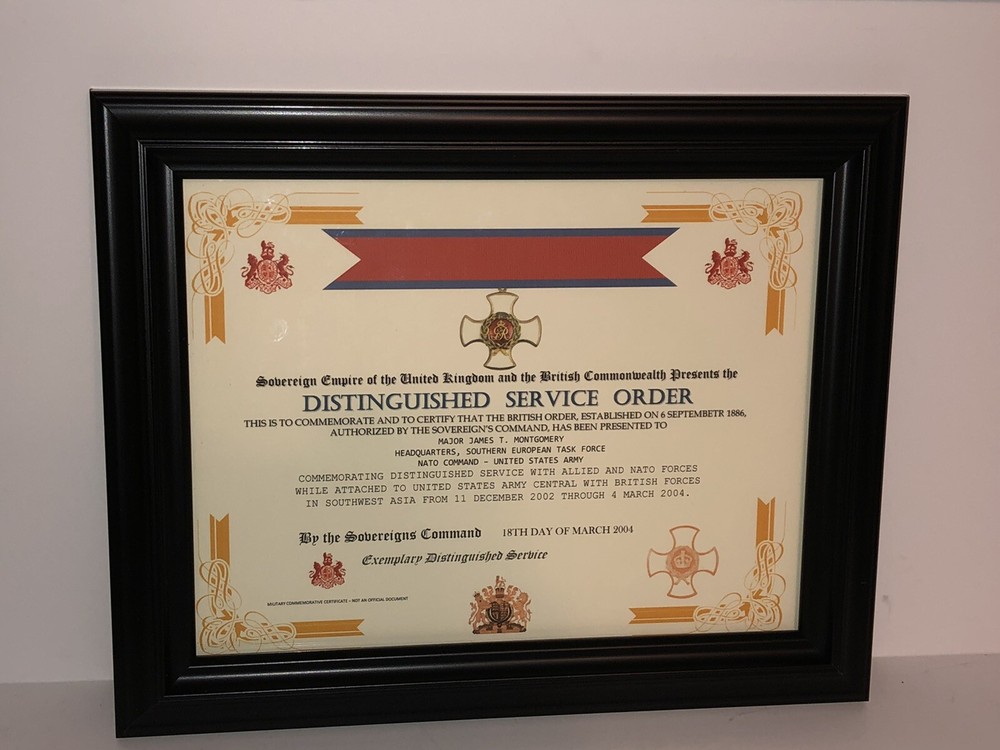 Sovereign Empire of the United Kingdom and the British Commonwealth Presents the
DISTINGUISHED SERVICE ORDER
THIS IS TO COMMEMORATE AND TO CERTIFY THAT THE BRITISH ORDER, ESTABLISHED ON 6 SEPTEMBETR 1886,
AUTHORIZED BY THE SOVEREIGN'S COMMAND, HAS BEEN PRESENTED TO
MAJOR JAMES T. MONTGOMERY
HEADQUARTERS, SOUTHERN EUROPEAN TASK FORCE
NATO COMMAND – UNITED STATES ARMY
COMMEMORATING DISTINGUISHED SERVICE WITH ALLIED AND NATO FORCES
WHILE ATTACHED TO UNITED STATES ARMY CENTRAL WITH BRITISH FORCES
IN SOUTHWEST ASIA FROM 11 DECEMBER 2002 THROUGH 4 MARCH 2004.
By the Sovereigns Command 18TH DAY OF MARCH 2004
Exemplary Distinguished Service
MILITARY COMMEMORATIVE CERTIFICATE – NOT AN OFFICIAL DOCUMENT